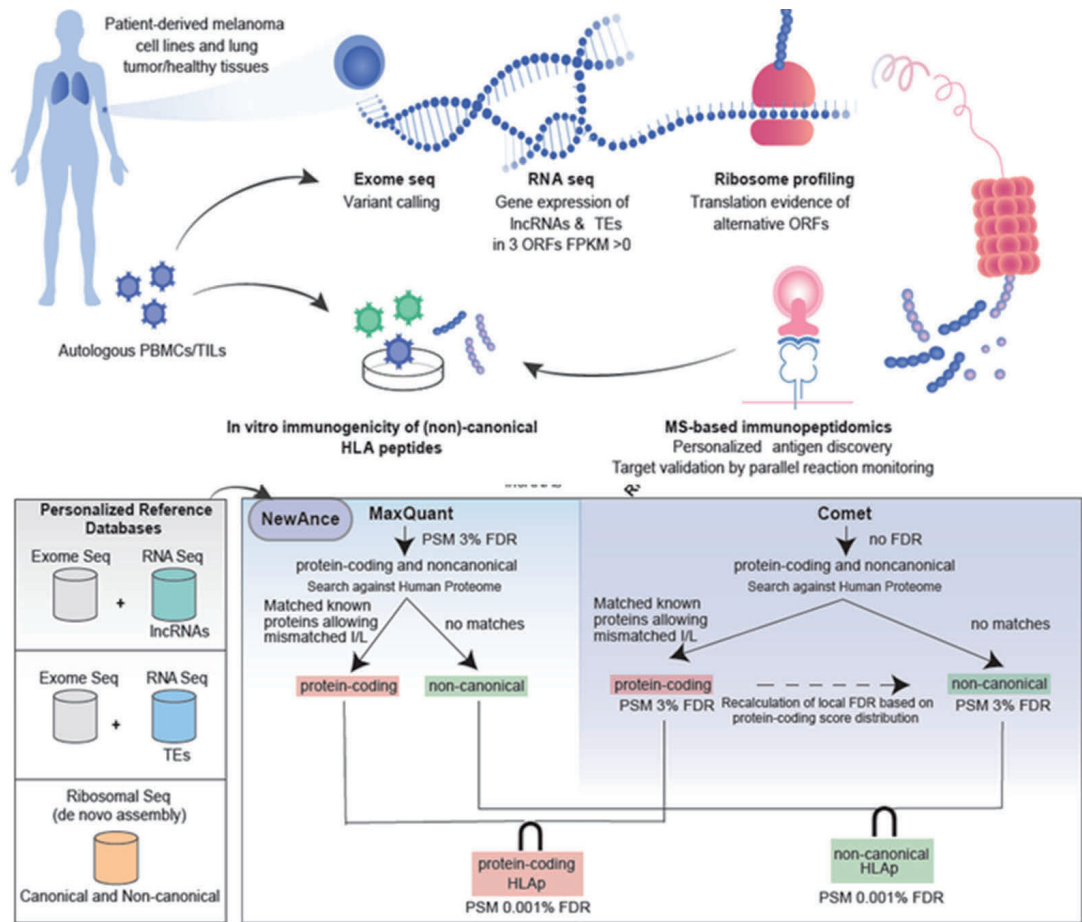 Patient-derived melanoma
cell lines and lung
tumor/healthy tissues
Exome seq
Variant calling
RNA seq
Gene expression of
lncRNAs & TEs
in 3 ORFs FPKM >0
Ribosome profiling
Translation evidence of
alternative ORFs
Autologous PBMCs/TILs
In vitro immunogenicity of (non)-canonical
HLA peptides
MS-based immunopeptidomics
Personalized antigen discovery
Target validation by parallel reaction monitoring
Personalized Reference
Databases
Exome Seq
RNA Seq
+
lncRNAs
Exome Seq
RNA Seq
+
TEs
Ribosomal Seq
(de novo assembly)
Canonical and Non-canonical
NewAnce
MaxQuant
PSM 3% FDR
protein-coding and noncanonical
Search against Human Proteome
Matched known
proteins allowing
mismatched I/L
no matches
protein-coding
non-canonical
Comet
no FDR
protein-coding and noncanonical
Search against Human Proteome
Matched known
proteins allowing
mismatched I/L
no matches
protein-coding
PSM 3% FDR
Recalculation of local FDR based on
protein-coding score distribution
non-canonical
PSM 3% FDR
protein-coding
HLAp
PSM 0.001% FDR
non-canonical
HLAp
PSM 0.001% FDR